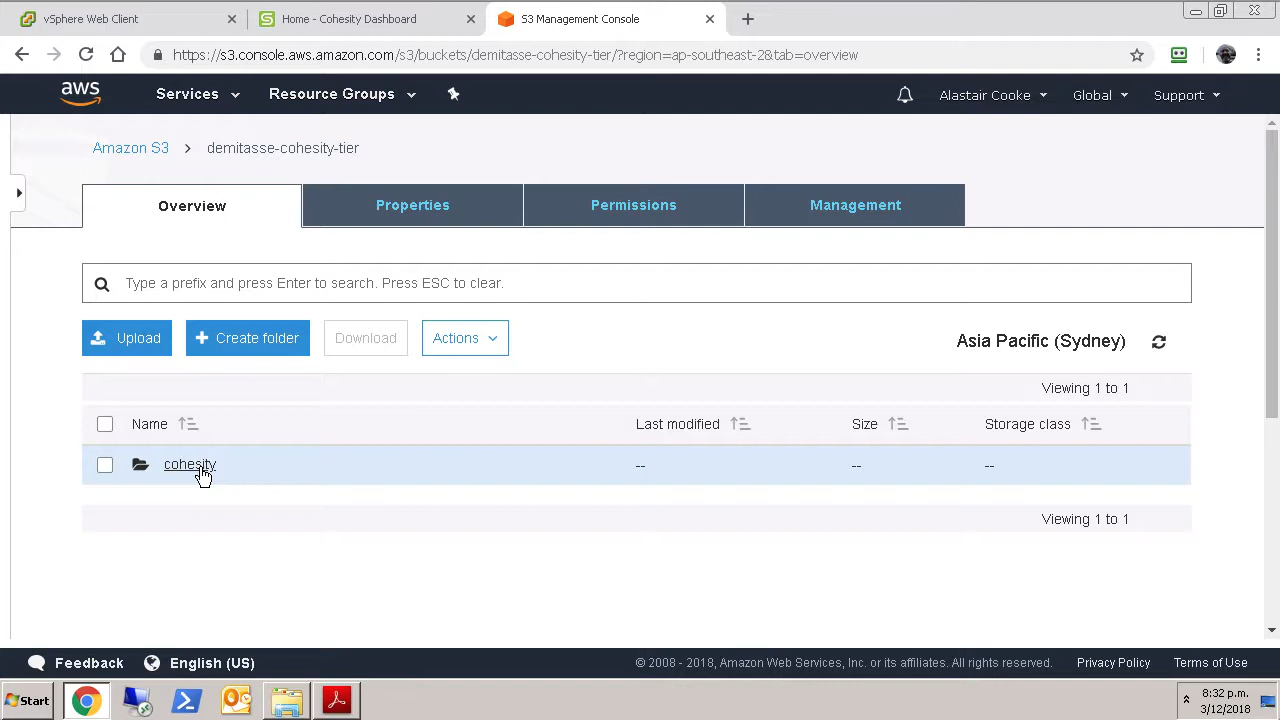 vSphere Web Client
Home - Cohesity Dashboard
S3 Management Console
https://s3.console.aws.amazon.com/s3/buckets/demitasse-cohesity-tier/?region=ap-southeast-2&tab=overview
aws
Services
Resource Groups
Alastair Cooke
Global
Support
Amazon S3 > demitasse-cohesity-tier
Overview
Properties
Permissions
Management
Type a prefix and press Enter to search. Press ESC to clear.
Upload
Create folder
Download
Actions
Asia Pacific (Sydney)
Viewing 1 to 1
Name
Last modified
Size
Storage class
cohesity
--
--
--
Viewing 1 to 1
Feedback
English (US)
© 2008 - 2018, Amazon Web Services, Inc. or its affiliates. All rights reserved.
Privacy Policy
Terms of Use
Start
8:32 p.m.
3/12/2018